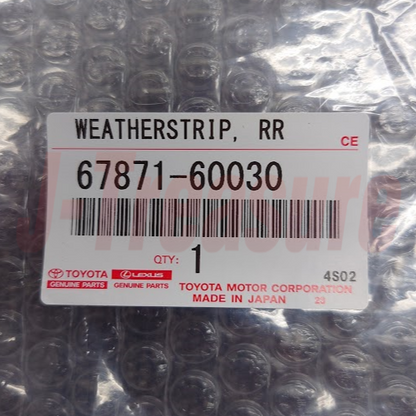 WEATHERSTRIP, RR
CE
67871-60030
QTY: 1
4S02
TOYOTA LEXUS
GENUINE PARTS GENUINE PARTS
TOYOTA MOTOR CORPORATION
MADE IN JAPAN 23
J-Treasure